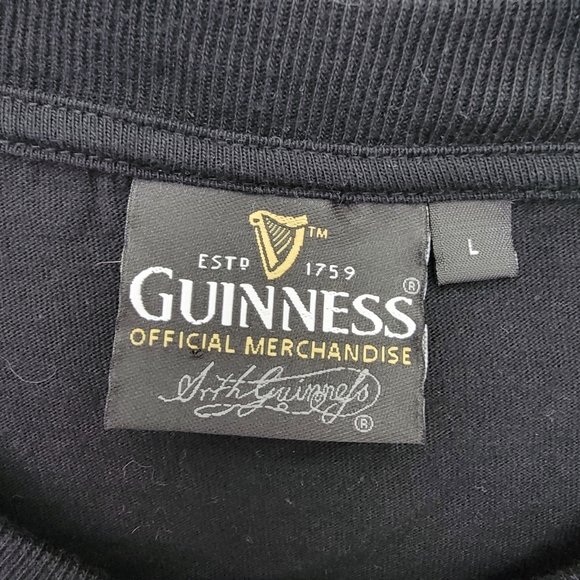 TM
ESTD 1759
GUINNESS®
OFFICIAL MERCHANDISE
Arth Guinness
®
L